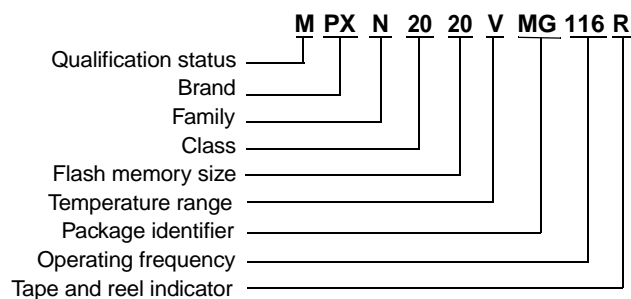 M PX N 20 20 V MG 116 R
Qualification status
Brand
Family
Class
Flash memory size
Temperature range
Package identifier
Operating frequency
Tape and reel indicator